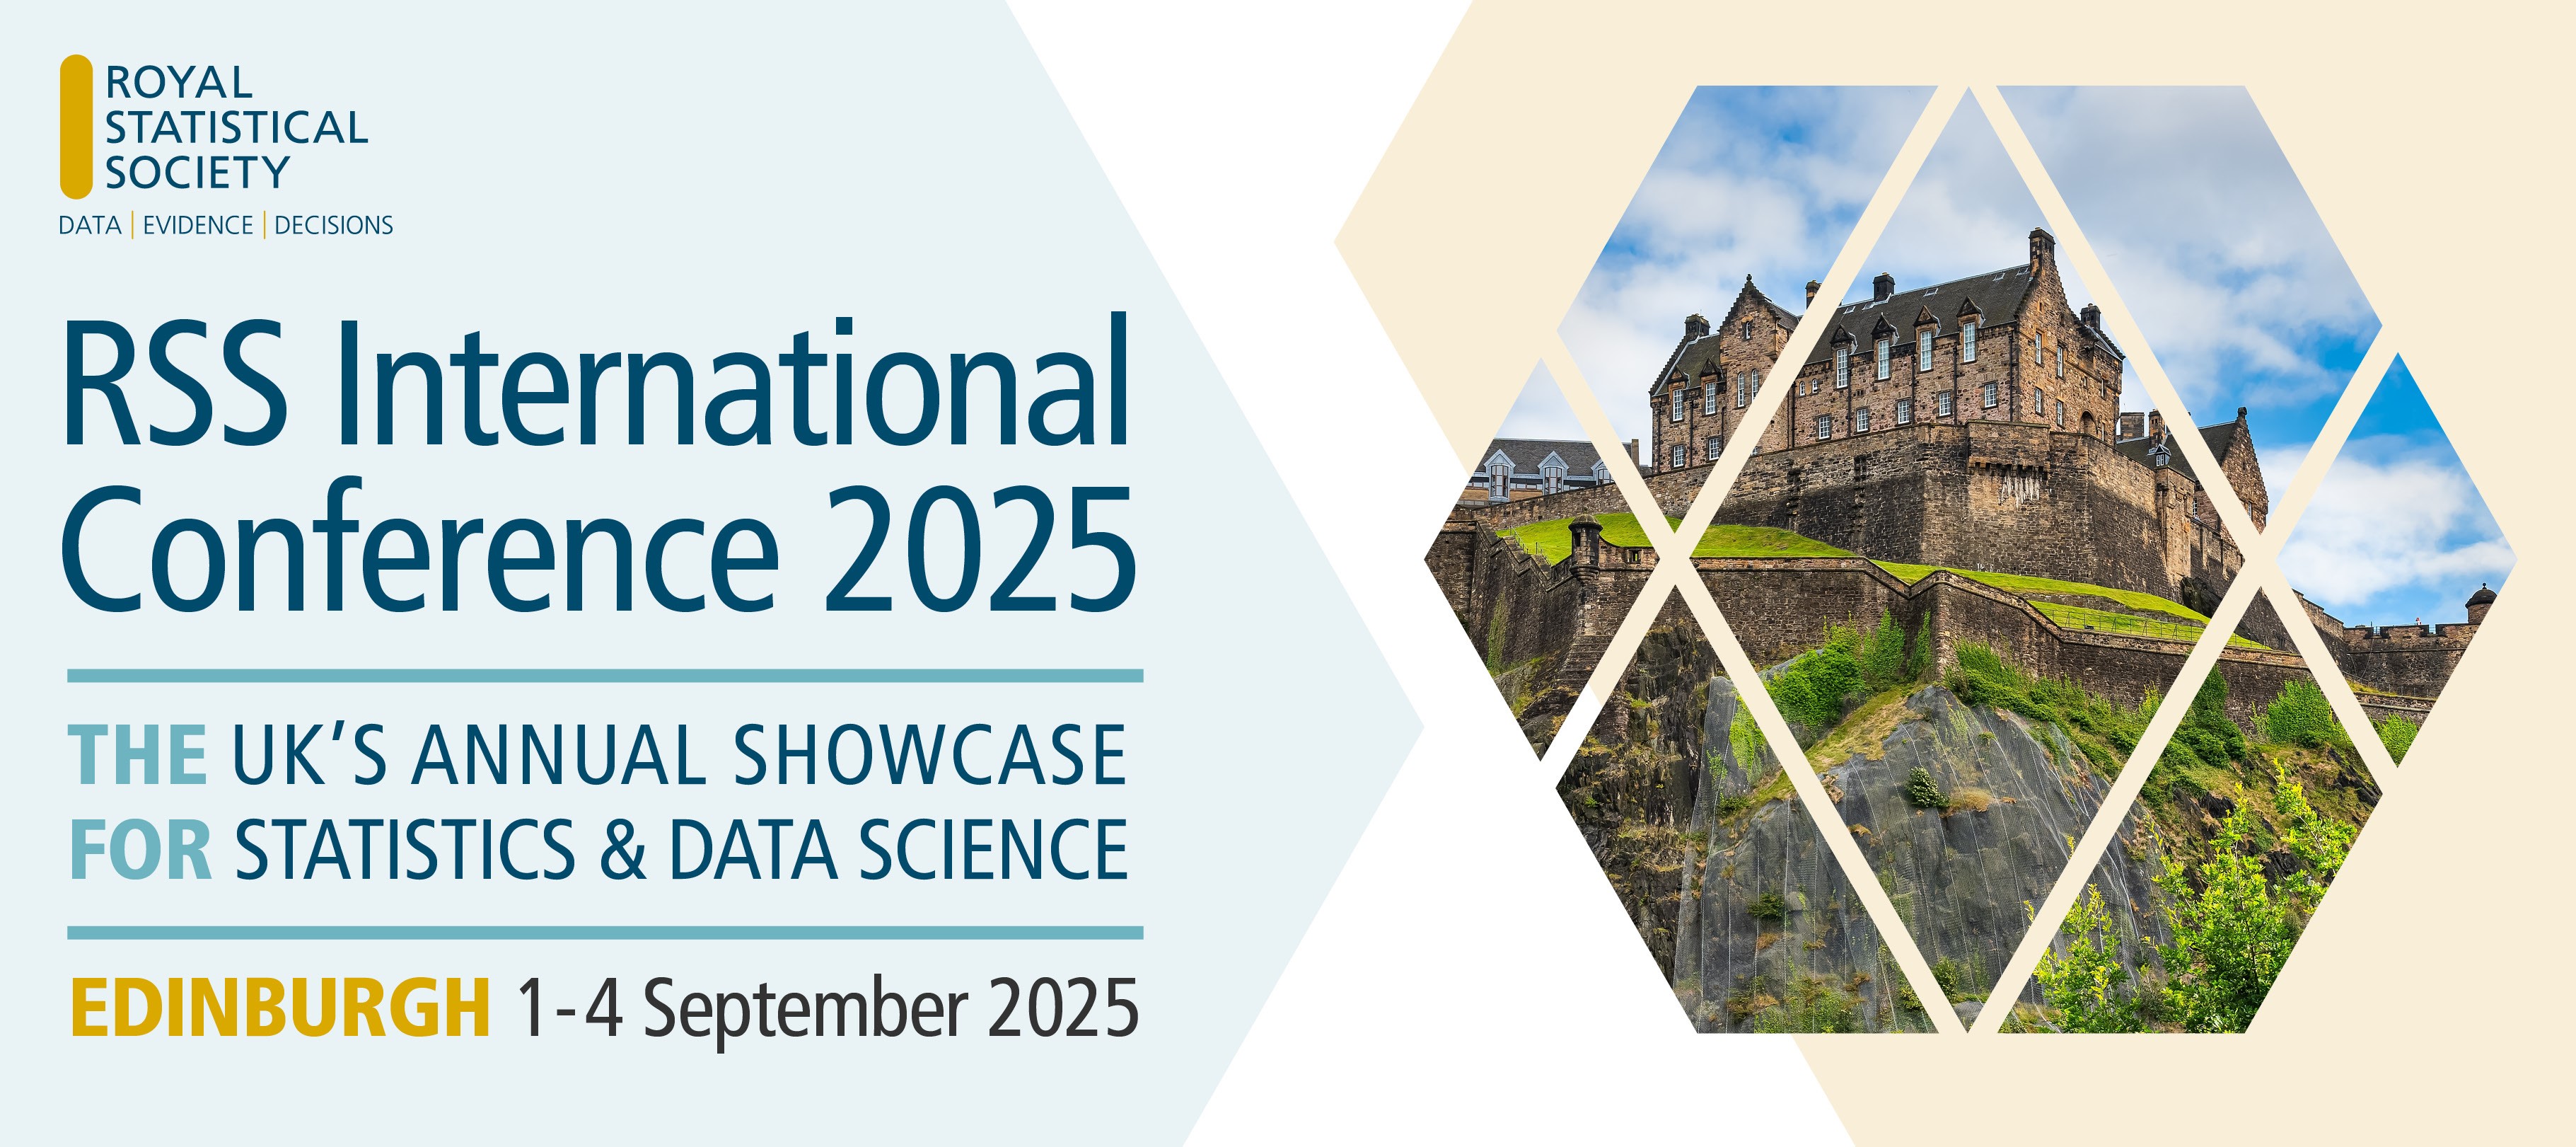 ROYAL
STATISTICAL
SOCIETY
DATA | EVIDENCE | DECISIONS
RSS International
Conference 2025
THE UK’S ANNUAL SHOWCASE
FOR STATISTICS & DATA SCIENCE
EDINBURGH 1-4 September 2025